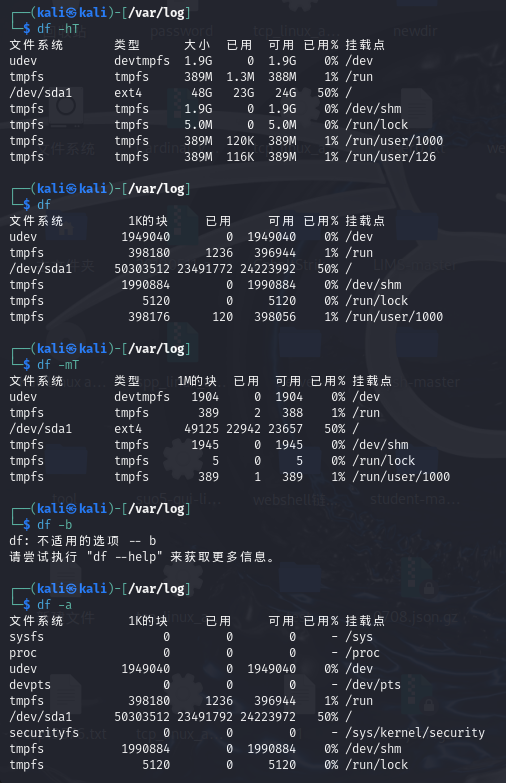 ┌──(kali㉿kali)-[/var/log]
└─$ df -hT
文件系统 类型 大小 已用 可用 已用% 挂载点
udev devtmpfs 1.9G 0 1.9G 0% /dev
tmpfs tmpfs 389M 1.3M 388M 1% /run
/dev/sda1 ext4 48G 23G 24G 50% /
tmpfs tmpfs 1.9G 0 1.9G 0% /dev/shm
tmpfs tmpfs 5.0M 0 5.0M 0% /run/lock
tmpfs tmpfs 389M 120K 389M 1% /run/user/1000
tmpfs tmpfs 389M 116K 389M 1% /run/user/126
┌──(kali㉿kali)-[/var/log]
└─$ df
文件系统 1K的块 已用 可用 已用% 挂载点
udev 1949040 0 1949040 0% /dev
tmpfs 398180 1236 396944 1% /run
/dev/sda1 50303512 23491772 24223992 50% /
tmpfs 1990884 0 1990884 0% /dev/shm
tmpfs 5120 0 5120 0% /run/lock
tmpfs 398176 120 398056 1% /run/user/1000
┌──(kali㉿kali)-[/var/log]
└─$ df -mT
文件系统 类型 1M的块 已用 可用 已用% 挂载点
udev devtmpfs 1904 0 1904 0% /dev
tmpfs tmpfs 389 2 388 1% /run
/dev/sda1 ext4 49125 22942 23657 50% /
tmpfs tmpfs 1945 0 1945 0% /dev/shm
tmpfs tmpfs 5 0 5 0% /run/lock
tmpfs tmpfs 389 1 389 1% /run/user/1000
┌──(kali㉿kali)-[/var/log]
└─$ df -b
df: 不适用的选项 -- b
请尝试执行 "df --help" 来获取更多信息。
┌──(kali㉿kali)-[/var/log]
└─$ df -a
文件系统 1K的块 已用 可用 已用% 挂载点
sysfs 0 0 0 - /sys
proc 0 0 0 - /proc
udev 1949040 0 1949040 0% /dev
devpts 0 0 0 - /dev/pts
tmpfs 398180 1236 396944 1% /run
/dev/sda1 50303512 23491792 24223972 50% /
securityfs 0 0 0 - /sys/kernel/security
tmpfs 1990884 0 1990884 0% /dev/shm
tmpfs 5120 0 5120 0% /run/lock